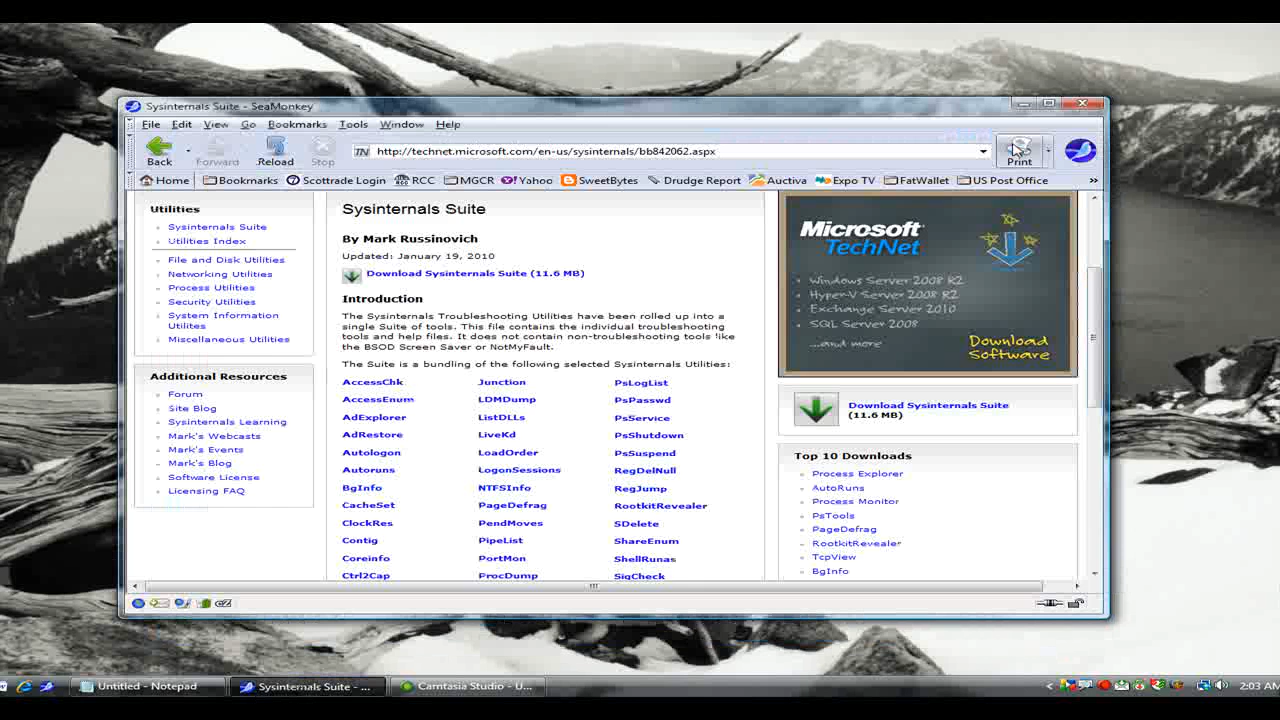 Sysinternals Suite - SeaMonkey
File Edit View Go Bookmarks Tools Window Help
Back Forward Reload Stop
TN http://technet.microsoft.com/en-us/sysinternals/bb842062.aspx
Print
Home Bookmarks Scottrade Login RCC MGCR Yahoo SweetBytes Drudge Report Auctiva Expo TV FatWallet US Post Office »
Utilities
Sysinternals Suite
Utilities Index
File and Disk Utilities
Networking Utilities
Process Utilities
Security Utilities
System Information
Utilites
Miscellaneous Utilities
Additional Resources
Forum
Site Blog
Sysinternals Learning
Mark's Webcasts
Mark's Events
Mark's Blog
Software License
Licensing FAQ
Sysinternals Suite
By Mark Russinovich
Updated: January 19, 2010
Download Sysinternals Suite (11.6 MB)
Introduction
The Sysinternals Troubleshooting Utilities have been rolled up into a
single Suite of tools. This file contains the individual troubleshooting
tools and help files. It does not contain non-troubleshooting tools like
the BSOD Screen Saver or NotMyFault.
The Suite is a bundling of the following selected Sysinternals Utilities:
AccessChk Junction PsLogList
AccessEnum LDMDump PsPasswd
AdExplorer ListDLLs PsService
AdRestore LiveKd PsShutdown
Autologon LoadOrder PsSuspend
Autoruns LogonSessions RegDelNull
BgInfo NTFSInfo RegJump
CacheSet PageDefrag RootkitRevealer
ClockRes PendMoves SDelete
Contig PipeList ShareEnum
Coreinfo PortMon ShellRunas
Ctrl2Cap ProcDump SigCheck
Microsoft
TechNet
Windows Server 2008 R2
Hyper-V Server 2008 R2
Exchange Server 2010
SQL Server 2008
...and more
Download
Software
Download Sysinternals Suite
(11.6 MB)
Top 10 Downloads
Process Explorer
AutoRuns
Process Monitor
PsTools
PageDefrag
RootkitRevealer
TcpView
BgInfo
Untitled - Notepad
Sysinternals Suite - ...
Camtasia Studio - U...
2:03 AM